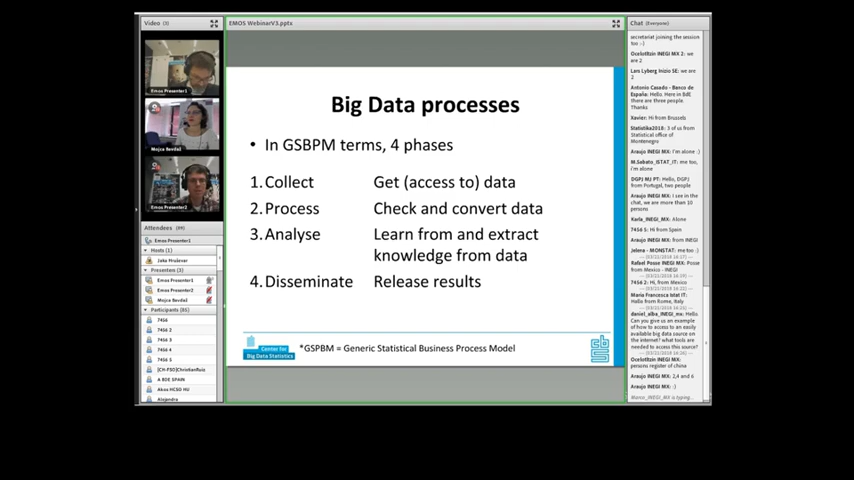 Video (3)
Emos Presenter1
Mojca Bavdaž
Emos Presenter2
Attendees
Emos Presenter1
Hosts (1)
Presenters (3)
Emos Presenter1
Emos Presenter2
Mojca Bavdaž
Participants
7456
7456 2
7456 3
7456 4
7456 5
A BDE SPAIN
Akos HCSO HU
Alejandra
EMOS WebinarV3.pptx
Big Data processes
• In GSBPM terms, 4 phases
1. Collect Get (access to) data
2. Process Check and convert data
3. Analyse Learn from and extract
knowledge from data
4. Disseminate Release results
Center for
Big Data Statistics
*GSPBM = Generic Statistical Business Process Model
cbs
Chat (Everyone)
secretariat joining the session
too :)
Ocelotltzin INEGI MX 2: we
are 2
Lars Lyberg Inizio SE: we are
2
Antonio Casado - Banco de
España: Hello. Here in BdE
there are three people.
Thanks
Xavier: Hi from Brussels
Statistika2018: 3 of us from
Statistical office of
Montenegro
Araujo INEGI MX: I'm alone :)
M.Sabato_ISTAT_IT: me too,
i'm alone
DGPJ MJ PT: Hello, DGPJ
from Portugal, two people
Araujo INEGI MX: I see in the
chat, we are more than 10
persons
Karla_INEGI_MX: Alone
7456 5: Hi from Spain
Araujo INEGI MX: from INEGI
:)
Jelena - MONSTAT: me too :)
Rafael Posse INEGI MX: Posse
from Mexico - INEGI
7456 2: Hi, from Mexico
Maria Francesca Istat IT:
Hello from Rome, Italy
daniel_alba_INEGI_mx: Hello
Can you give us an example
of how to access to an easily
available big data source on
the internet? what tools are
needed to access this source?
Ocelotltzin INEGI MX:
persons register of china
Araujo INEGI MX: 2,4 and 6
Araujo INEGI MX: :)
Marco_INEGI_MX is typing...